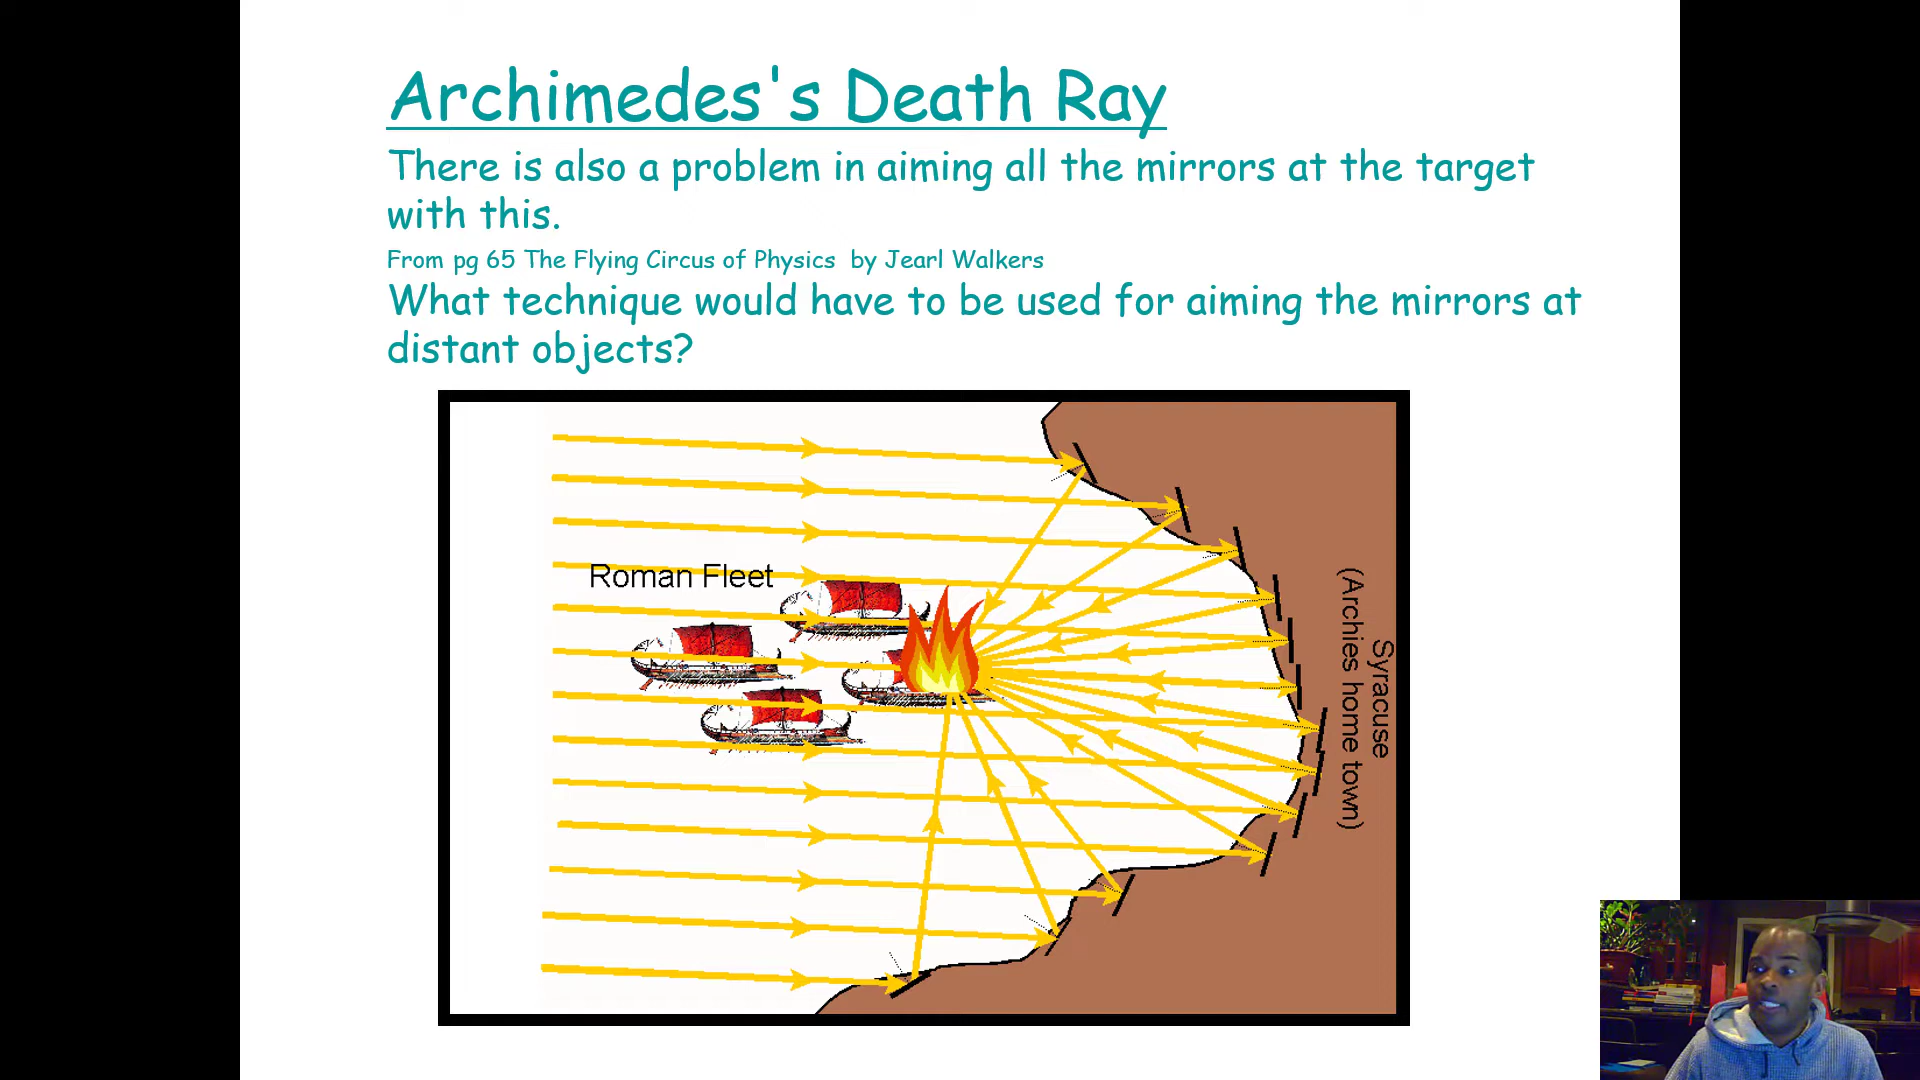 Archimedes's Death Ray
There is also a problem in aiming all the mirrors at the target
with this.
From pg 65 The Flying Circus of Physics  by Jearl Walkers
What technique would have to be used for aiming the mirrors at
distant objects?
Roman Fleet
Syracuse
(Archies home town)